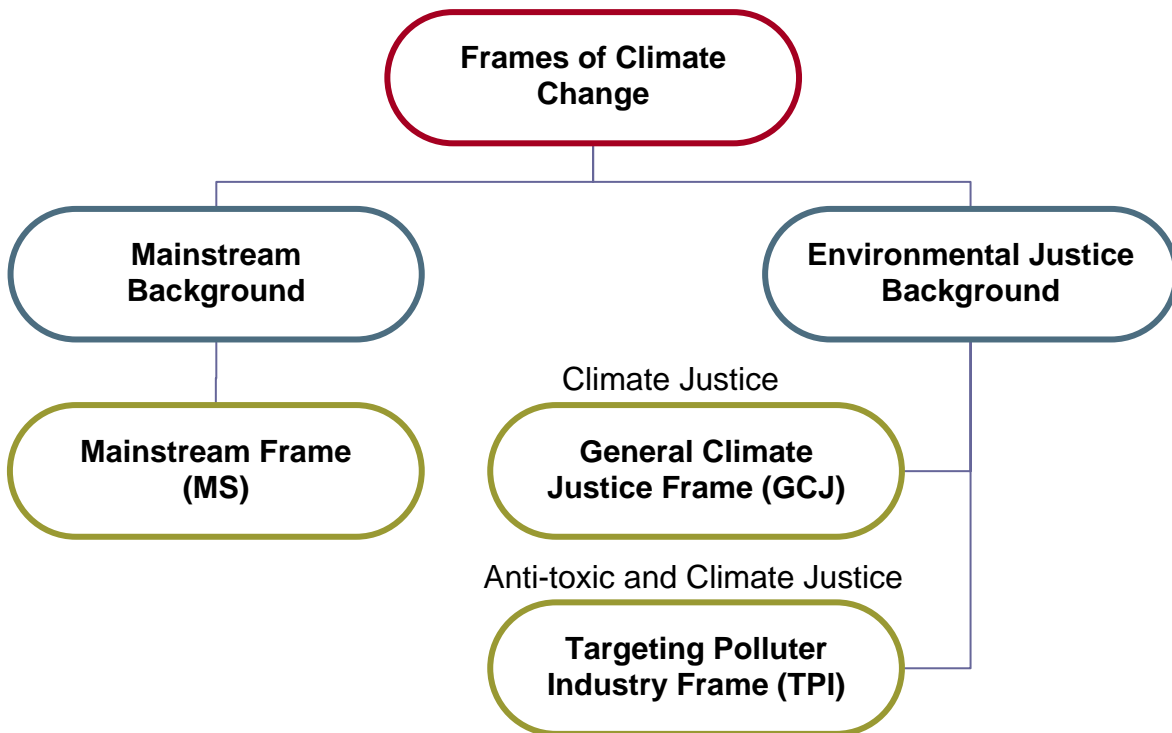 Frames of Climate
Change
Mainstream
Background
Environmental Justice
Background
Climate Justice
Mainstream Frame
(MS)
General Climate
Justice Frame (GCJ)
Anti-toxic and Climate Justice
Targeting Polluter
Industry Frame (TPI)